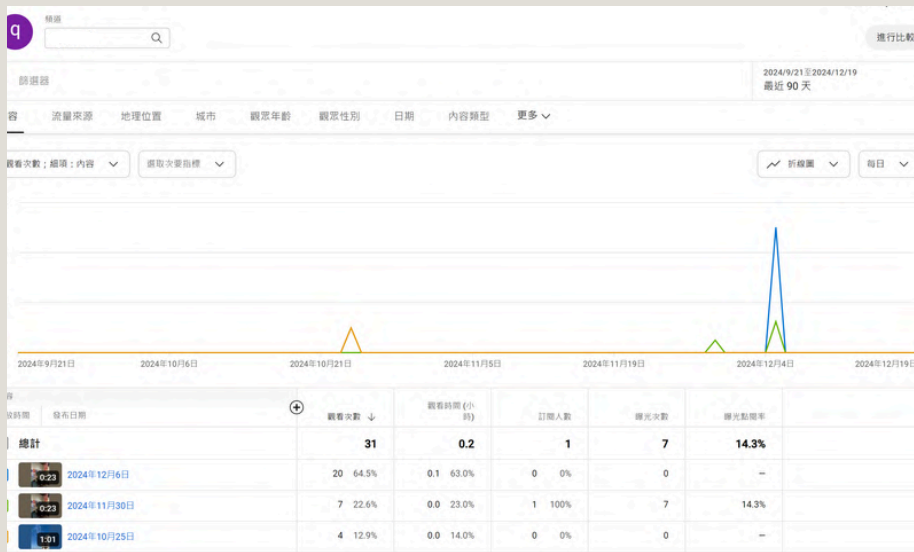 q
頻道
進行比較
篩選器
2024/9/21至2024/12/19
最近 90 天
容 流量來源 地理位置 城市 觀眾年齡 觀眾性別 日期 內容類型 更多
觀看次數；細項：內容 選取次要指標 折線圖 每日
2024年9月21日 2024年10月6日 2024年10月21日 2024年11月5日 2024年11月19日 2024年12月4日 2024年12月19日
時間 發布日期 觀看次數 觀看時間 (小時) 訂閱人數 曝光次數 曝光點閱率
總計 31 0.2 1 7 14.3%
0:23 2024年12月6日 20 64.5% 0.1 63.0% 0 0% 0 –
0:23 2024年11月30日 7 22.6% 0.0 23.0% 1 100% 7 14.3%
1:01 2024年10月25日 4 12.9% 0.0 14.0% 0 0% 0 –